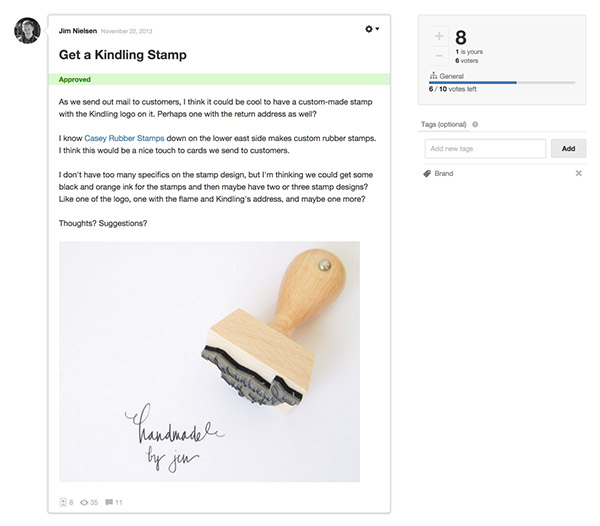 Jim Nielsen November 22, 2013
Get a Kindling Stamp
Approved
As we send out mail to customers, I think it could be cool to have a custom-made stamp
with the Kindling logo on it. Perhaps one with the return address as well?
I know Casey Rubber Stamps down on the lower east side makes custom rubber stamps.
I think this would be a nice touch to cards we send to customers.
I don't have too many specifics on the stamp design, but I'm thinking we could get some
black and orange ink for the stamps and then maybe have two or three stamp designs?
Like one of the logo, one with the flame and Kindling's address, and maybe one more?
Thoughts? Suggestions?
handmade
by jen
8 35 11
+ 8
1 is yours
− 6 voters
General
6 / 10 votes left
Tags (optional)
Add new tags Add
Brand